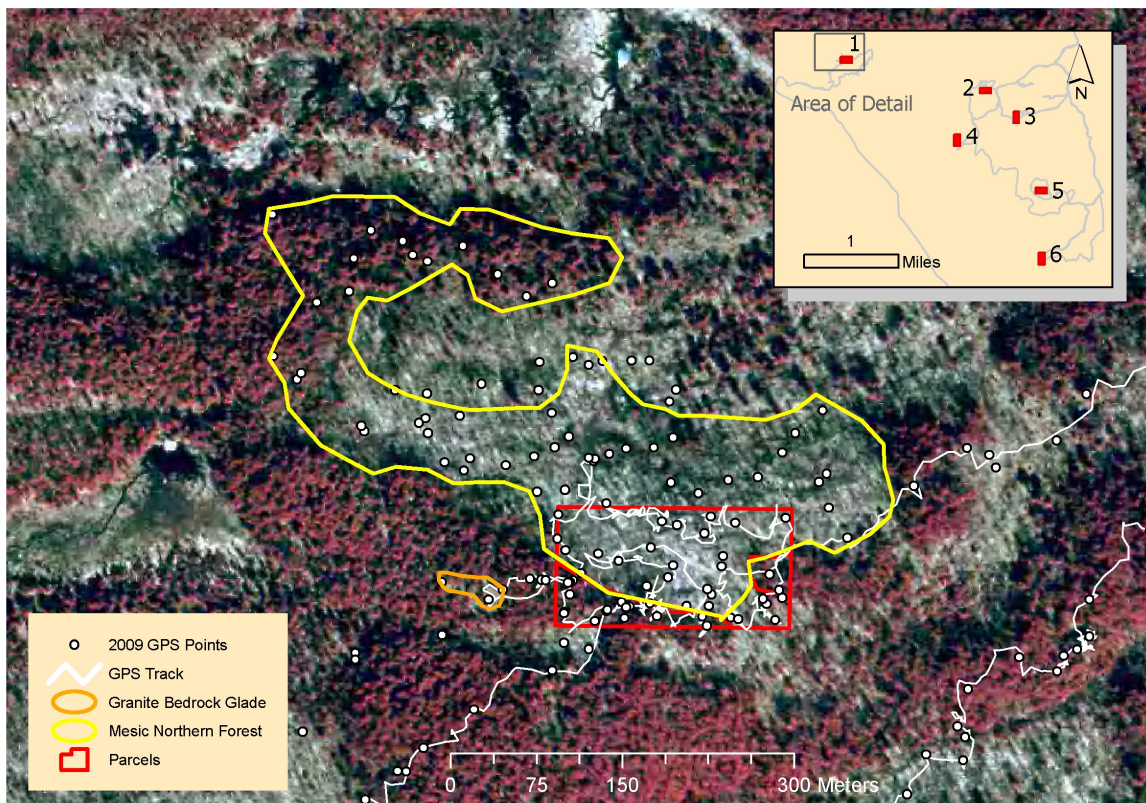 1
2
3
4
5
6
Area of Detail
N
1
Miles
2009 GPS Points
GPS Track
Granite Bedrock Glade
Mesic Northern Forest
Parcels
0 75 150 300 Meters